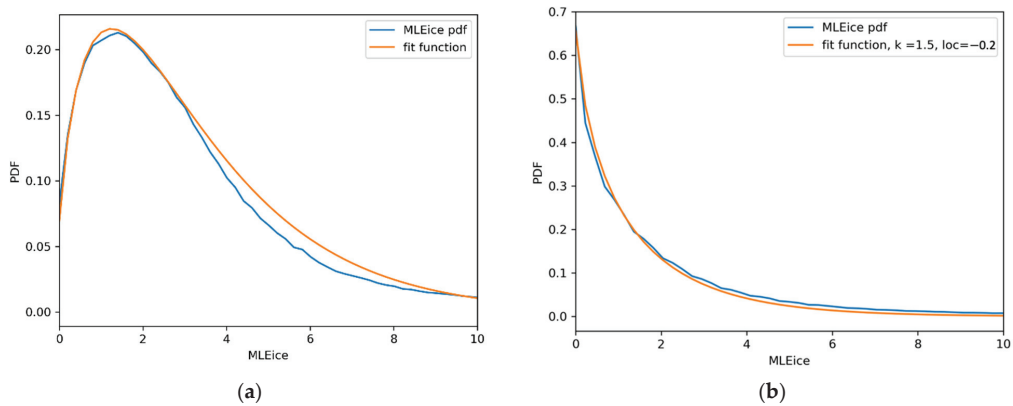 MLEice pdf
fit function
0.20
0.15
0.10
0.05
0.00
PDF
0 2 4 6 8 10
MLEice
(a)
0.7
MLEice pdf
fit function, k =1.5, loc=−0.2
0.6
0.5
0.4
0.3
0.2
0.1
0.0
PDF
0 2 4 6 8 10
MLEice
(b)